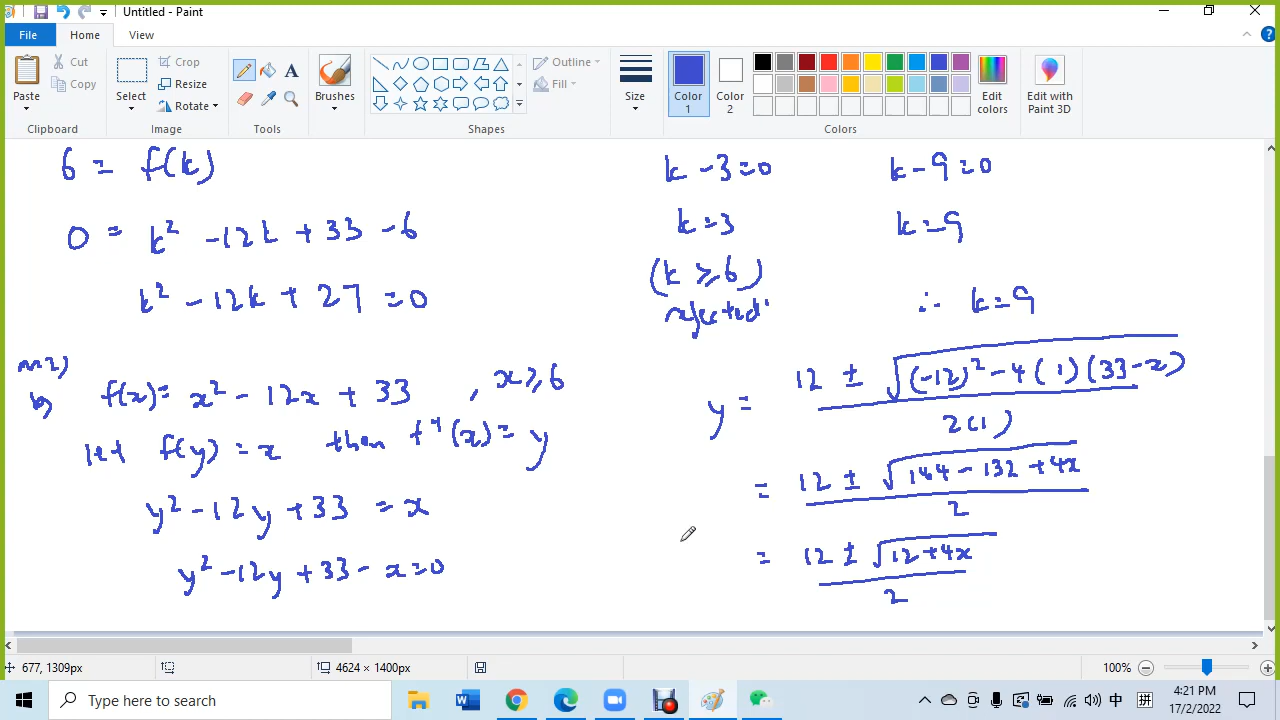 Untitled - Paint
File
Home
View
Paste
Cut
Copy
Clipboard
Select
Crop
Resize
Rotate
Image
A
Tools
Brushes
Outline
Fill
Shapes
Size
Color 1
Color 2
Edit colors
Colors
Edit with Paint 3D
6 = f(k)
0 = k² - 12k + 33 - 6
k² - 12k + 27 = 0
k - 3 = 0
k = 3
(k ≥ 6)
rejected
k - 9 = 0
k = 9
∴ k = 9
m2)
b) f(x) = x² - 12x + 33 , x ≥ 6
let f(y) = x then f⁻¹(x) = y
y² - 12y + 33 = x
y² - 12y + 33 - x = 0
y = (12 ± √((-12)² - 4(1)(33 - x))) / 2(1)
= (12 ± √(144 - 132 + 4x)) / 2
= (12 ± √(12 + 4x)) / 2
677, 1309px
4624 × 1400px
100%
Type here to search
中
拼
4:21 PM
17/2/2022